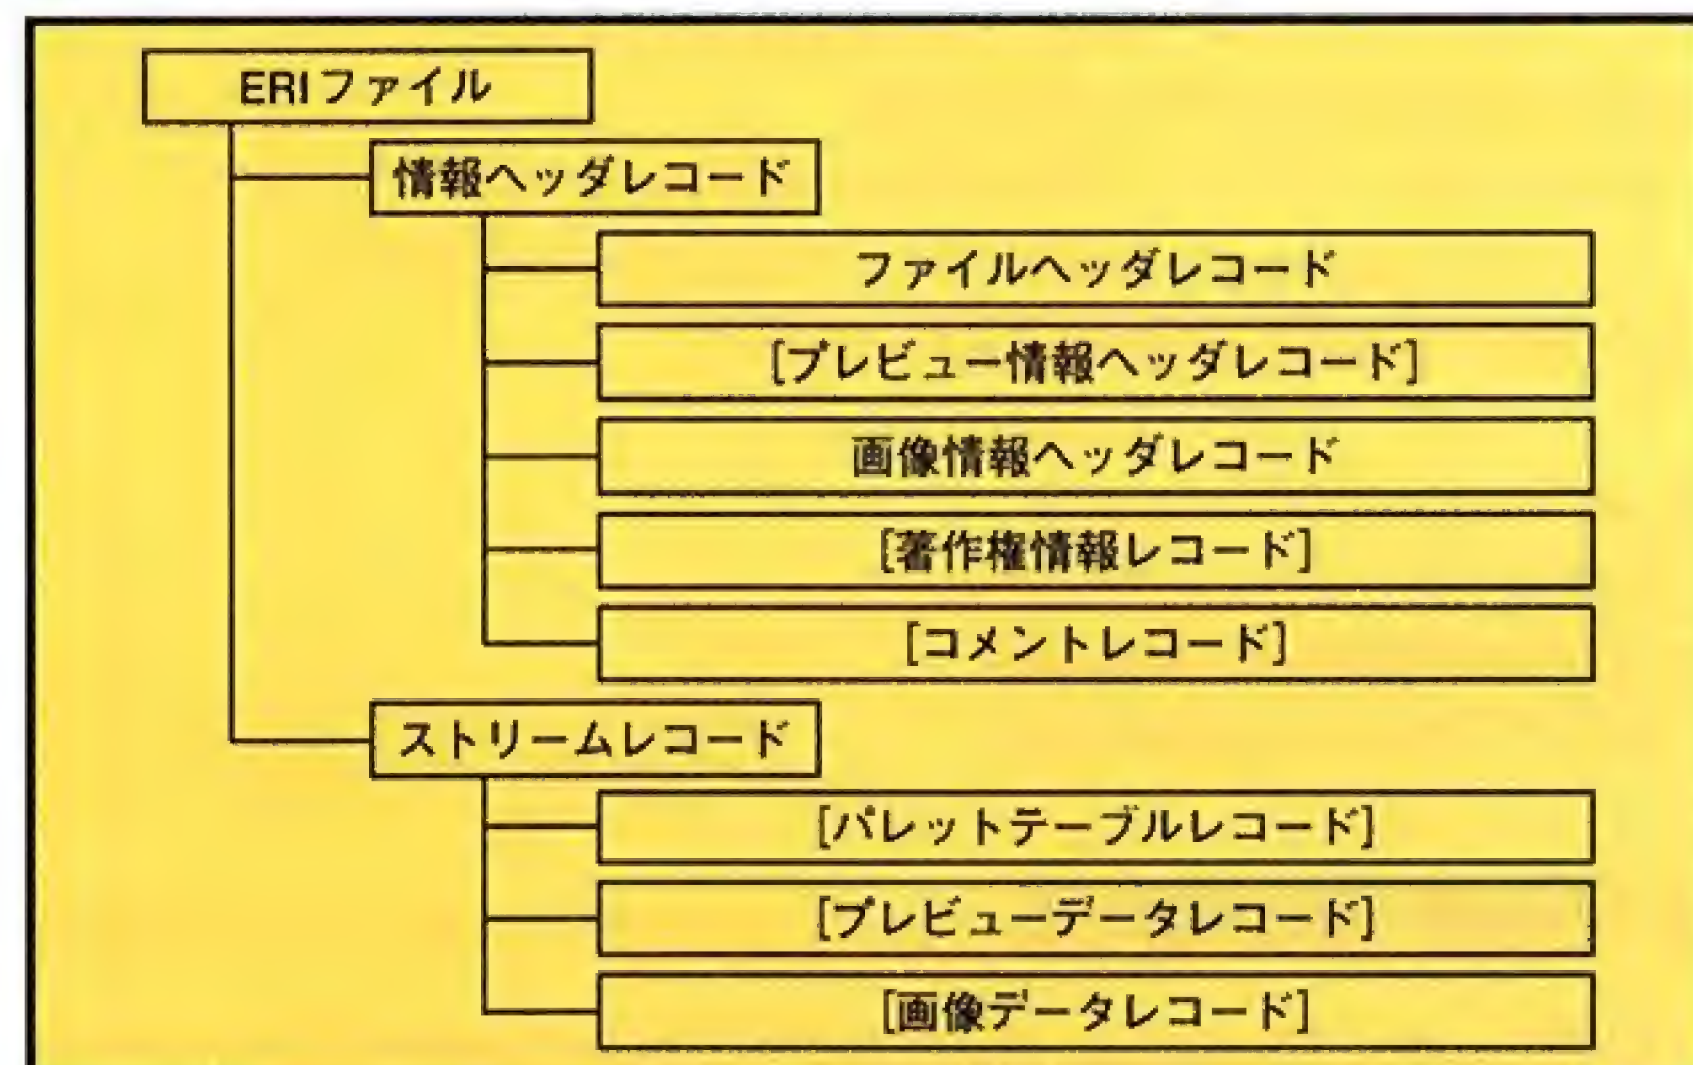 ERIファイル
情報ヘッダレコード
ファイルヘッダレコード
[プレビュー情報ヘッダレコード]
画像情報ヘッダレコード
[著作権情報レコード]
[コメントレコード]
ストリームレコード
[パレットテーブルレコード]
[プレビューデータレコード]
[画像データレコード]